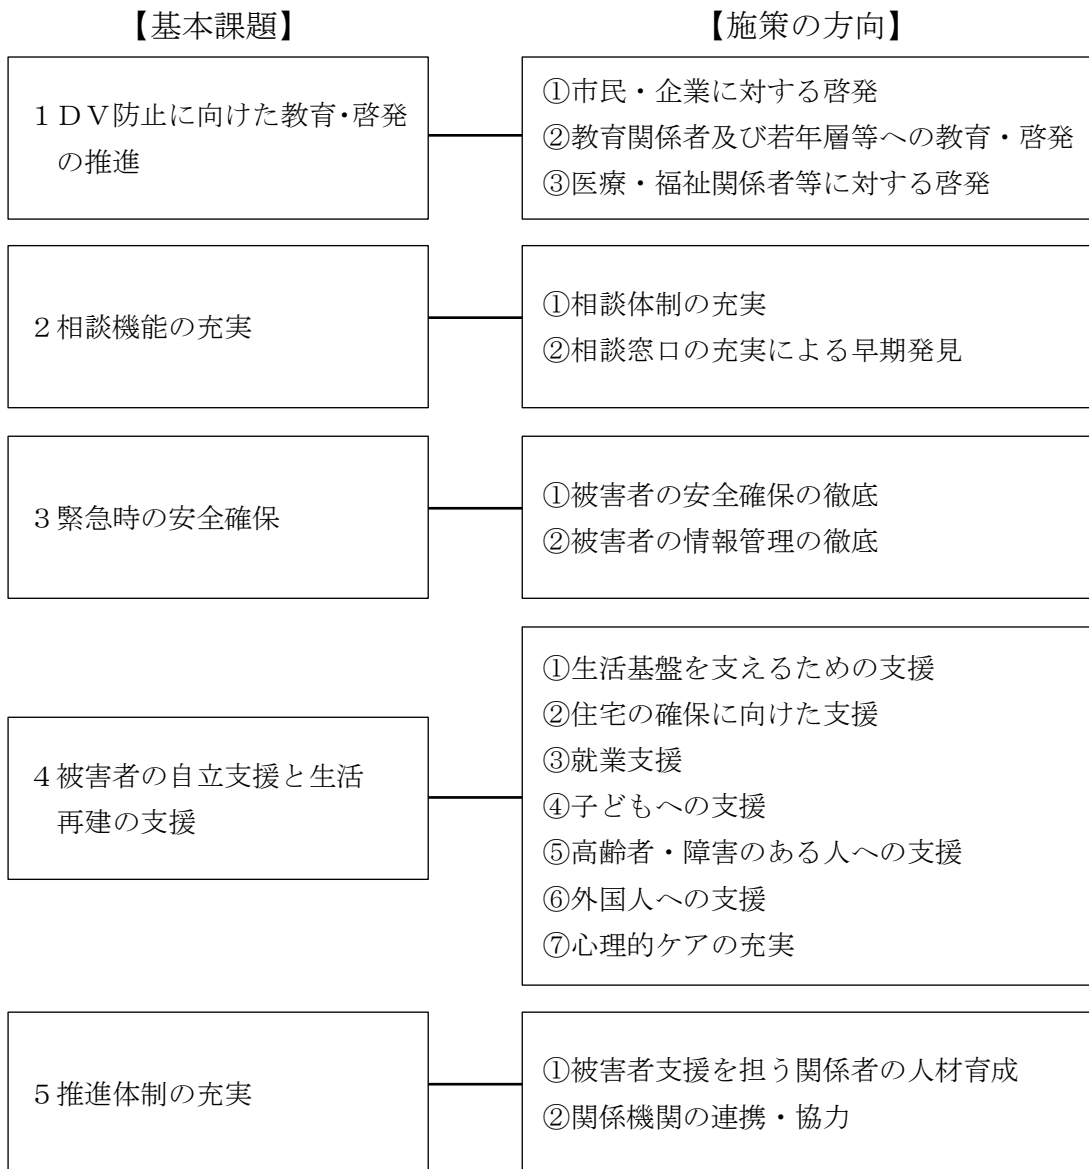 【基本課題】
【施策の方向】
１ＤＶ防止に向けた教育・啓発
の推進
①市民・企業に対する啓発
②教育関係者及び若年層等への教育・啓発
③医療・福祉関係者等に対する啓発
２相談機能の充実
①相談体制の充実
②相談窓口の充実による早期発見
３緊急時の安全確保
①被害者の安全確保の徹底
②被害者の情報管理の徹底
４被害者の自立支援と生活
再建の支援
①生活基盤を支えるための支援
②住宅の確保に向けた支援
③就業支援
④子どもへの支援
⑤高齢者・障害のある人への支援
⑥外国人への支援
⑦心理的ケアの充実
５推進体制の充実
①被害者支援を担う関係者の人材育成
②関係機関の連携・協力